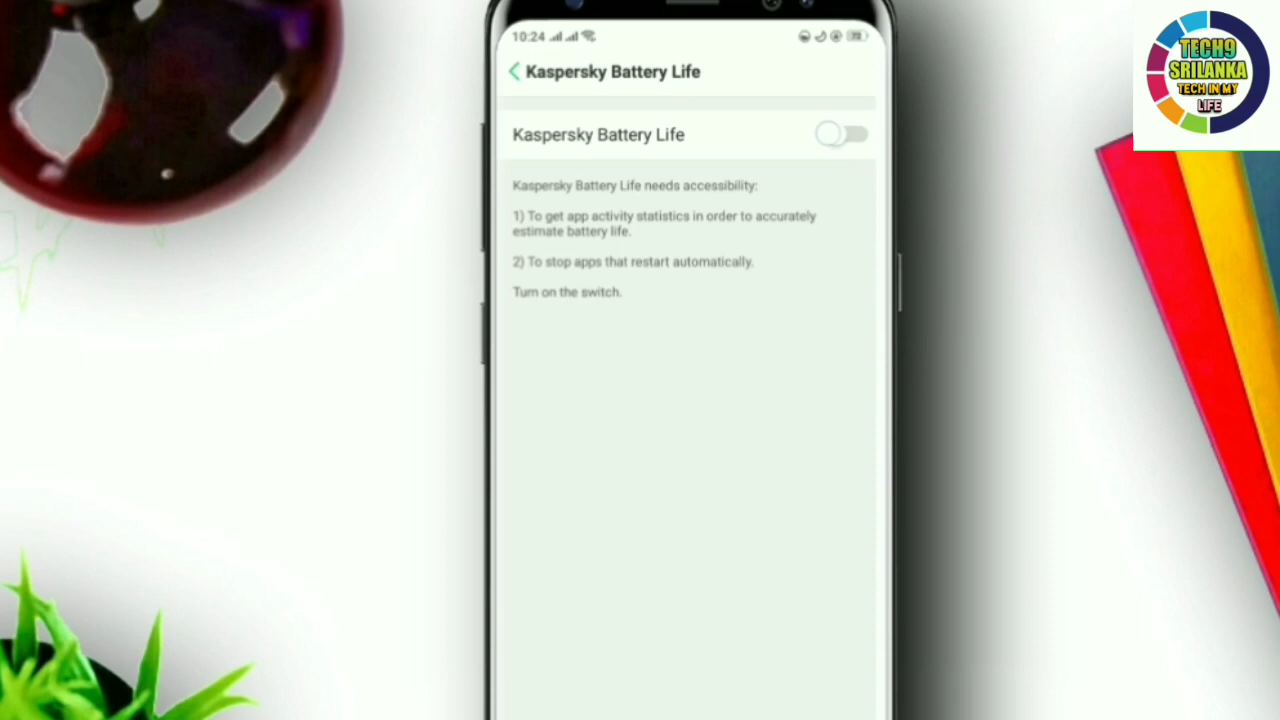 10:24
Kaspersky Battery Life
Kaspersky Battery Life
Kaspersky Battery Life needs accessibility:
1) To get app activity statistics in order to accurately
estimate battery life.
2) To stop apps that restart automatically.
Turn on the switch.
TECH9
SRILANKA
TECH IN MY
LIFE